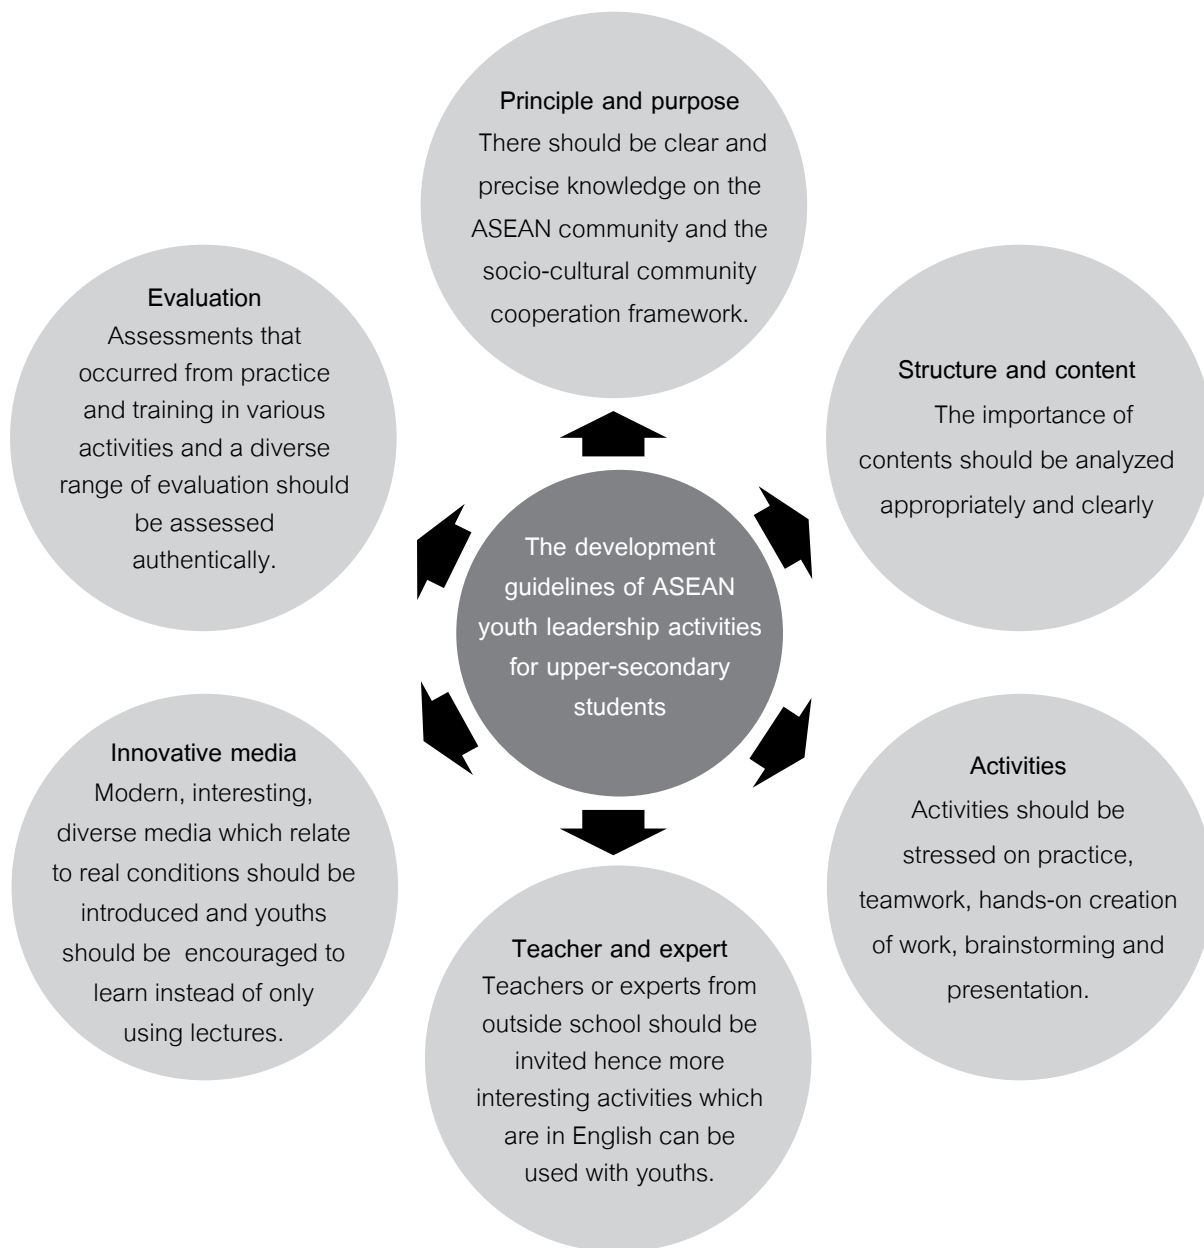 Principle and purpose
There should be clear and
precise knowledge on the
ASEAN community and the
socio-cultural community
cooperation framework.
Structure and content
The importance of
contents should be analyzed
appropriately and clearly
Activities
Activities should be
stressed on practice,
teamwork, hands-on creation
of work, brainstorming and
presentation.
Teacher and expert
Teachers or experts from
outside school should be
invited hence more
interesting activities which
are in English can be
used with youths.
Innovative media
Modern, interesting,
diverse media which relate
to real conditions should be
introduced and youths
should be  encouraged to
learn instead of only
using lectures.
Evaluation
Assessments that
occurred from practice
and training in various
activities and a diverse
range of evaluation should
be assessed
authentically.
The development
guidelines of ASEAN
youth leadership activities
for upper-secondary
students